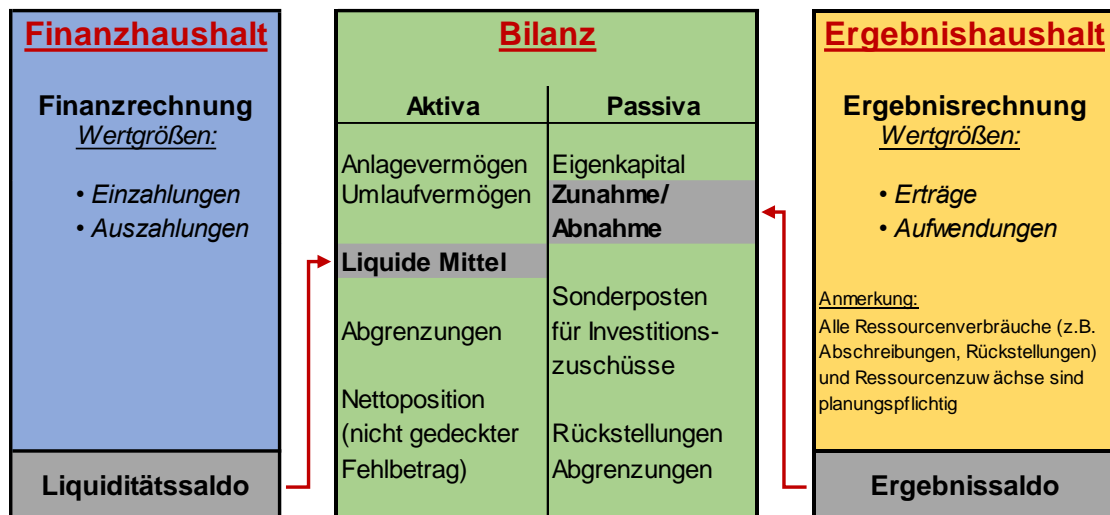 Finanzhaushalt
Finanzrechnung
Wertgrößen:
• Einzahlungen
• Auszahlungen
Liquiditätssaldo
Bilanz
Aktiva
Anlagevermögen
Umlaufvermögen
Liquide Mittel
Abgrenzungen
Nettoposition
(nicht gedeckter
Fehlbetrag)
Passiva
Eigenkapital
Zunahme/
Abnahme
Sonderposten
für Investitions-
zuschüsse
Rückstellungen
Abgrenzungen
Ergebnishaushalt
Ergebnisrechnung
Wertgrößen:
• Erträge
• Aufwendungen
Anmerkung:
Alle Ressourcenverbräuche (z.B.
Abschreibungen, Rückstellungen)
und Ressourcenzuw ächse sind
planungspflichtig
Ergebnissaldo